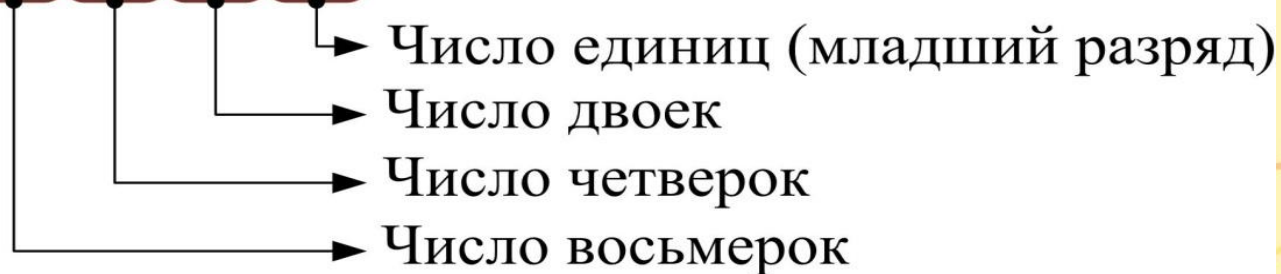 Число единиц (младший разряд)
Число двоек
Число четверок
Число восьмерок